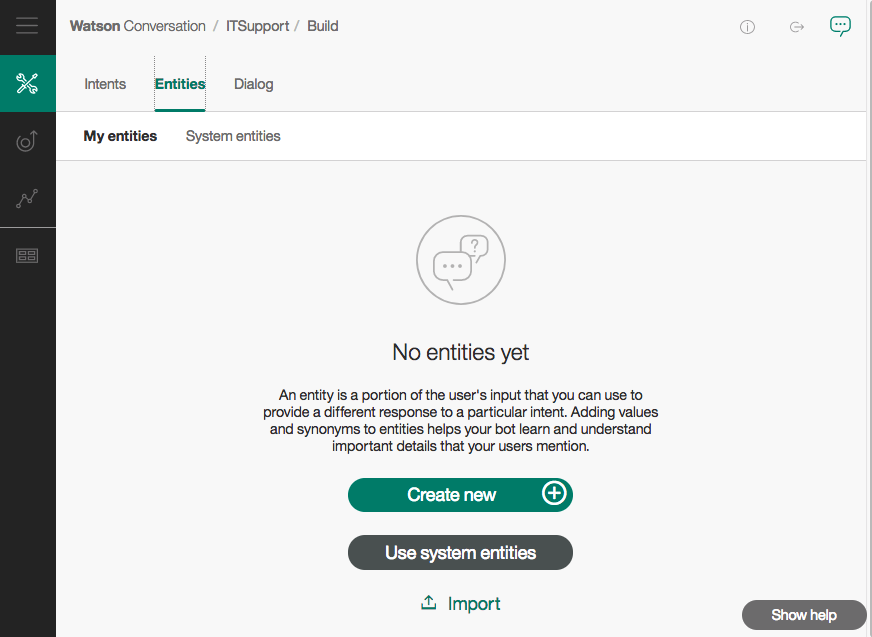 Watson Conversation / ITSupport / Build
Intents Entities Dialog
My entities System entities
?
No entities yet
An entity is a portion of the user's input that you can use to
provide a different response to a particular intent. Adding values
and synonyms to entities helps your bot learn and understand
important details that your users mention.
Create new
Use system entities
Import
Show help